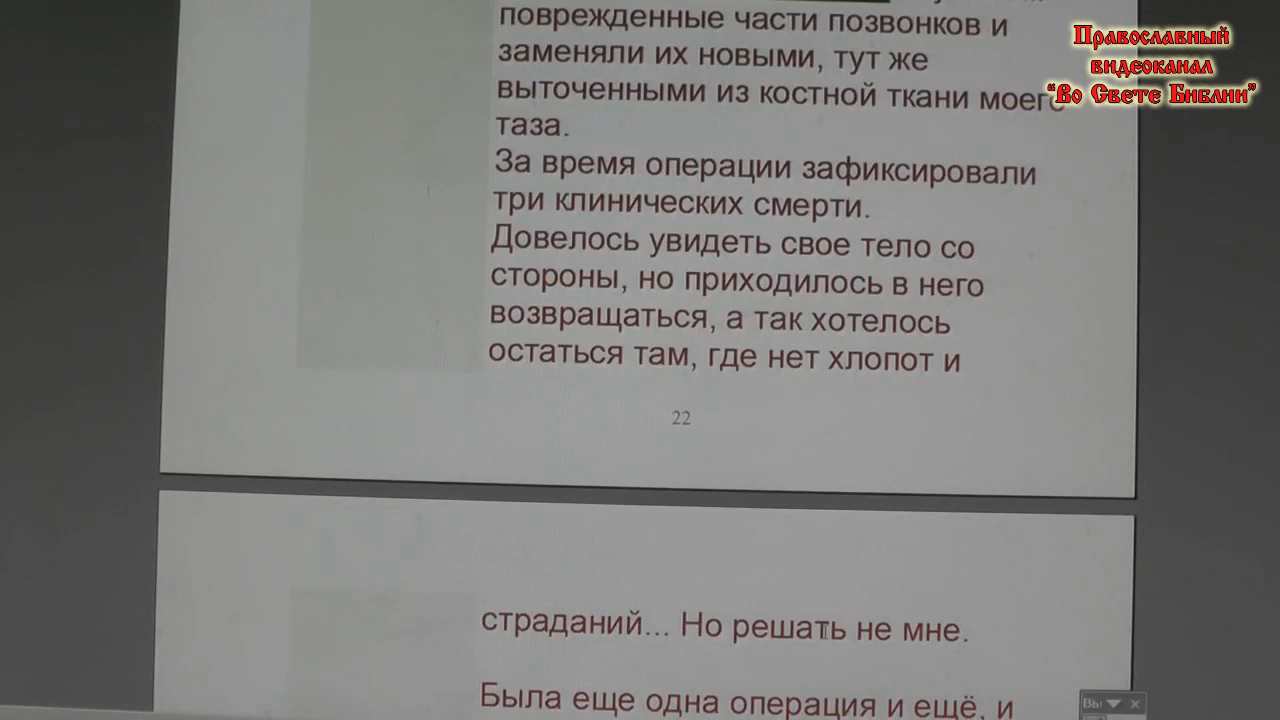 поврежденные части позвонков и
заменяли их новыми, тут же
выточенными из костной ткани моего
таза.
За время операции зафиксировали
три клинических смерти.
Довелось увидеть свое тело со
стороны, но приходилось в него
возвращаться, а так хотелось
остаться там, где нет хлопот и
22
страданий... Но решать не мне.
Была еще одна операция и ещё, и
Православный
видеоканал
“Во Свете Библии”
Вы